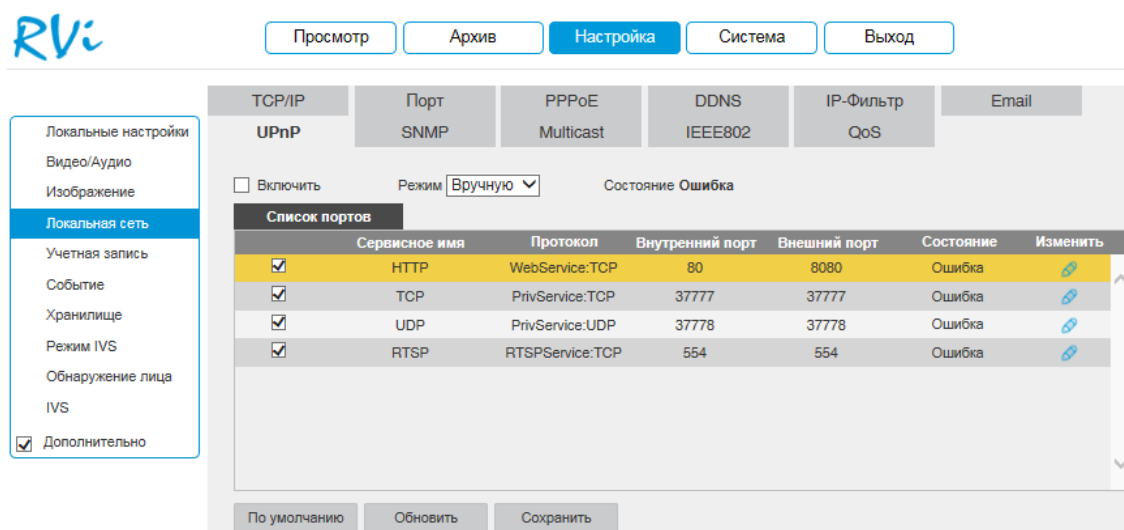 RVi
Просмотр Архив Настройка Система Выход
TCP/IP Порт PPPoE DDNS IP-Фильтр Email
UPnP SNMP Multicast IEEE802 QoS
Локальные настройки
Видео/Аудио
Изображение
Локальная сеть
Учетная запись
Событие
Хранилище
Режим IVS
Обнаружение лица
IVS
Дополнительно
Включить Режим Вручную Состояние Ошибка
Список портов
Сервисное имя Протокол Внутренний порт Внешний порт Состояние Изменить
HTTP WebService:TCP 80 8080 Ошибка
TCP PrivService:TCP 37777 37777 Ошибка
UDP PrivService:UDP 37778 37778 Ошибка
RTSP RTSPService:TCP 554 554 Ошибка
По умолчанию Обновить Сохранить